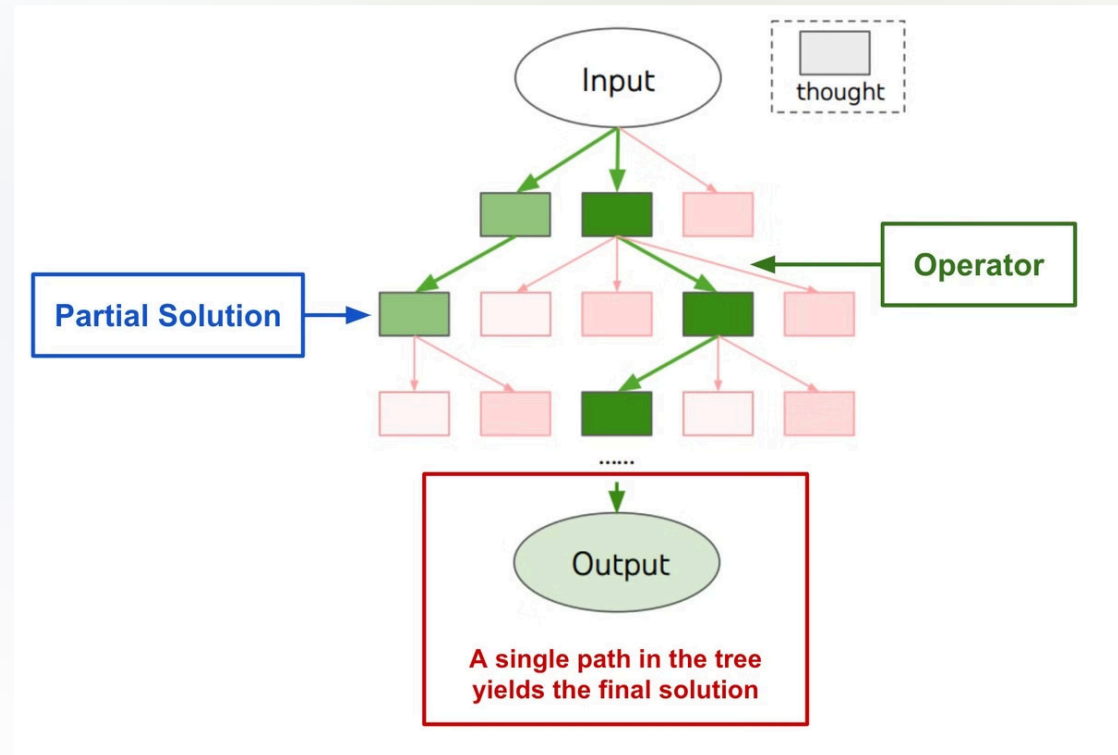 Input
thought
Operator
Partial Solution
......
Output
A single path in the tree
yields the final solution